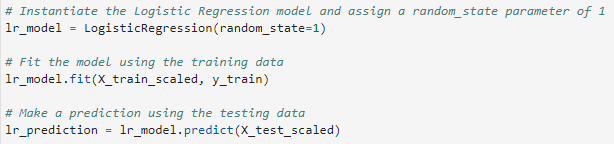 # Instantiate the Logistic Regression model and assign a random_state parameter of 1
lr_model = LogisticRegression(random_state=1)
# Fit the model using the training data
lr_model.fit(X_train_scaled, y_train)
# Make a prediction using the testing data
lr_prediction = lr_model.predict(X_test_scaled)